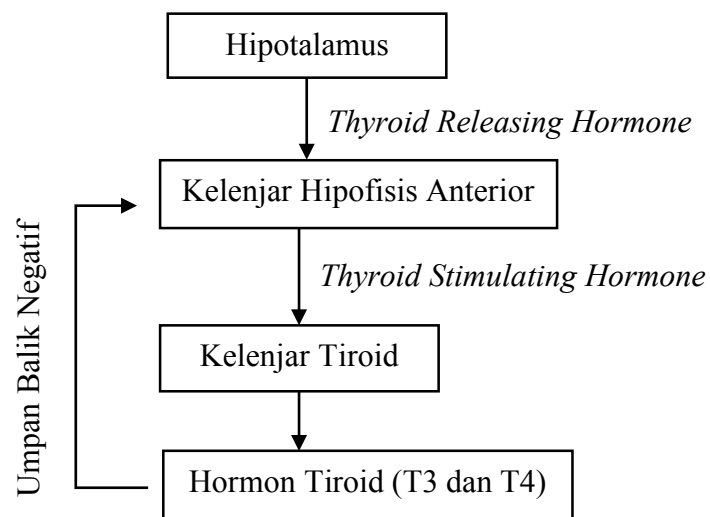 Hipotalamus
Thyroid Releasing Hormone
Kelenjar Hipofisis Anterior
Umpan Balik Negatif
Thyroid Stimulating Hormone
Kelenjar Tiroid
Hormon Tiroid (T3 dan T4)